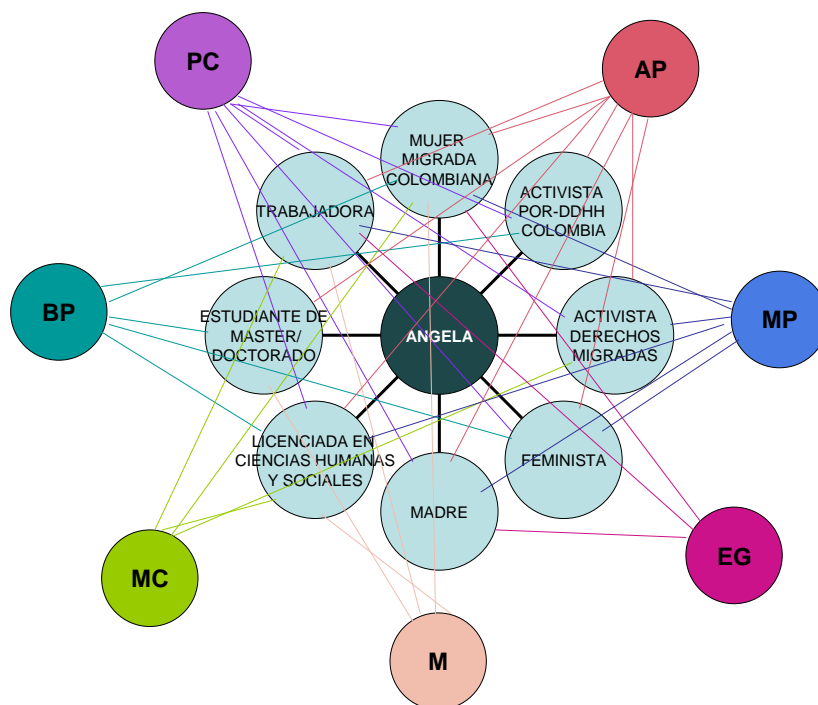 PC
AP
MUJER
MIGRADA
COLOMBIANA
TRABAJADORA
ACTIVISTA
POR-DDHH
COLOMBIA
BP
ESTUDIANTE DE
MASTER/
DOCTORADO
ANGELA
ACTIVISTA
DERECHOS
MIGRADAS
MP
LICENCIADA EN
CIENCIAS HUMANAS
Y SOCIALES
FEMINISTA
MADRE
MC
EG
M